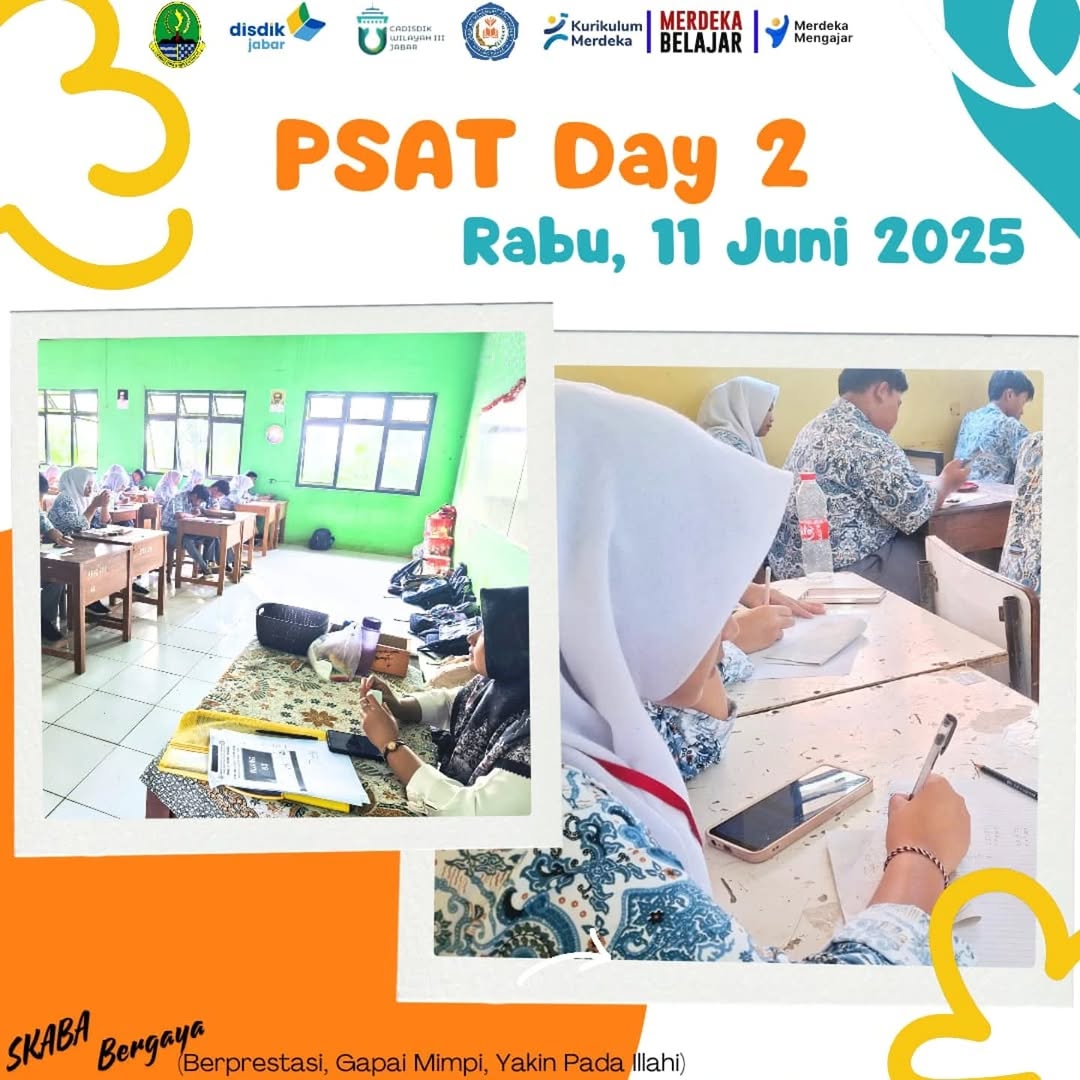 disdik
jabar
CADISDIK
WILAYAH III
JABAR
Kurikulum
Merdeka
MERDEKA
BELAJAR
Merdeka
Mengajar
PSAT Day 2
Rabu, 11 Juni 2025
SKABA Bergaya
(Berprestasi, Gapai Mimpi, Yakin Pada Illahi)